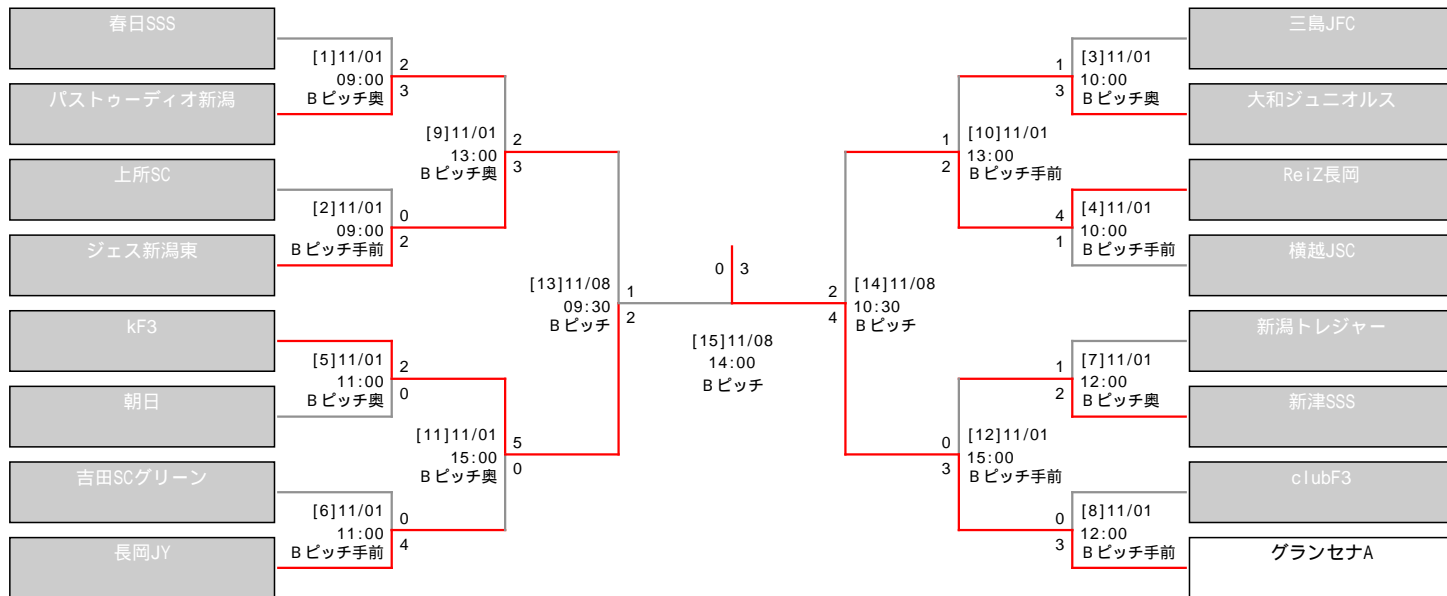 春日SSS
[1]11/01
09:00
Bピッチ奥
2
3
パストゥーディオ新潟
[9]11/01
13:00
Bピッチ奥
2
3
上所SC
[2]11/01
09:00
Bピッチ手前
0
2
ジェス新潟東
[13]11/08
09:30
Bピッチ
1
2
kF3
[5]11/01
11:00
Bピッチ奥
2
0
朝日
[11]11/01
15:00
Bピッチ奥
5
0
吉田SCグリーン
[6]11/01
11:00
Bピッチ手前
0
4
長岡JY
0 3
[15]11/08
14:00
Bピッチ
三島JFC
1
3
[3]11/01
10:00
Bピッチ奥
大和ジュニオルス
1
2
[10]11/01
13:00
Bピッチ手前
ReiZ長岡
4
1
[4]11/01
10:00
Bピッチ手前
横越JSC
2
4
[14]11/08
10:30
Bピッチ
新潟トレジャー
1
2
[7]11/01
12:00
Bピッチ奥
新津SSS
0
3
[12]11/01
15:00
Bピッチ手前
clubF3
0
3
[8]11/01
12:00
Bピッチ手前
グランセナA